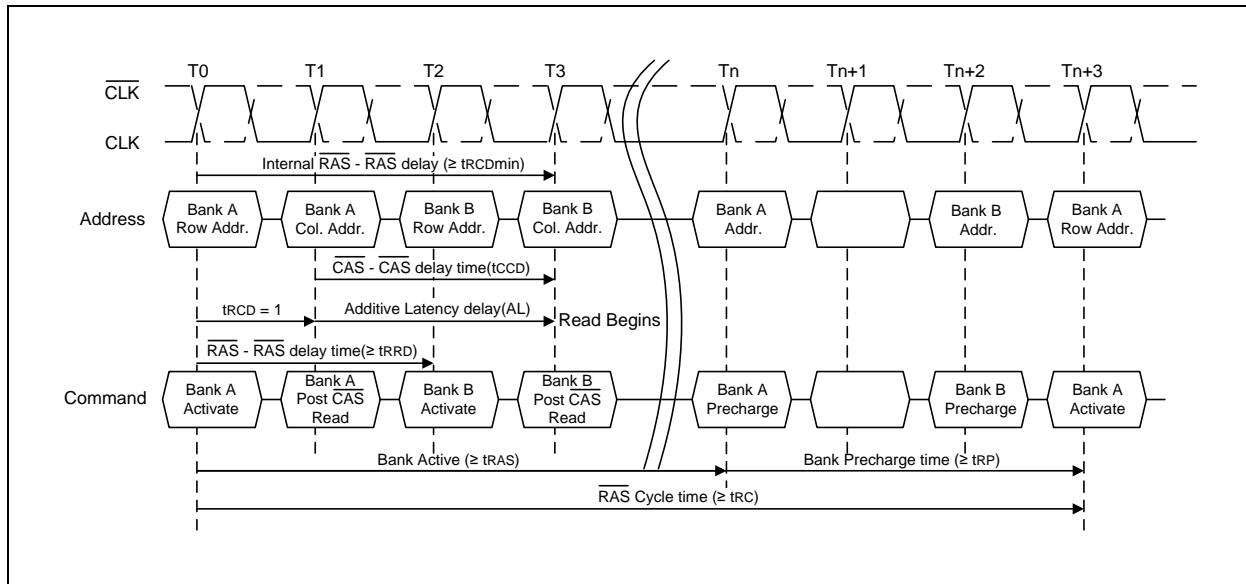 T0 T1 T2 T3 Tn Tn+1 Tn+2 Tn+3
CLK
CLK
Internal RAS - RAS delay (≥ tRCDmin)
Address
Bank A
Row Addr.
Bank A
Col. Addr.
Bank B
Row Addr.
Bank B
Col. Addr.
Bank A
Addr.
Bank B
Addr.
Bank A
Row Addr.
CAS - CAS delay time(tCCD)
tRCD = 1
Additive Latency delay(AL)
Read Begins
RAS - RAS delay time(≥ tRRD)
Command
Bank A
Activate
Bank A
Post CAS
Read
Bank B
Activate
Bank B
Post CAS
Read
Bank A
Precharge
Bank B
Precharge
Bank A
Activate
Bank Active (≥ tRAS)
Bank Precharge time (≥ tRP)
RAS Cycle time (≥ tRC)